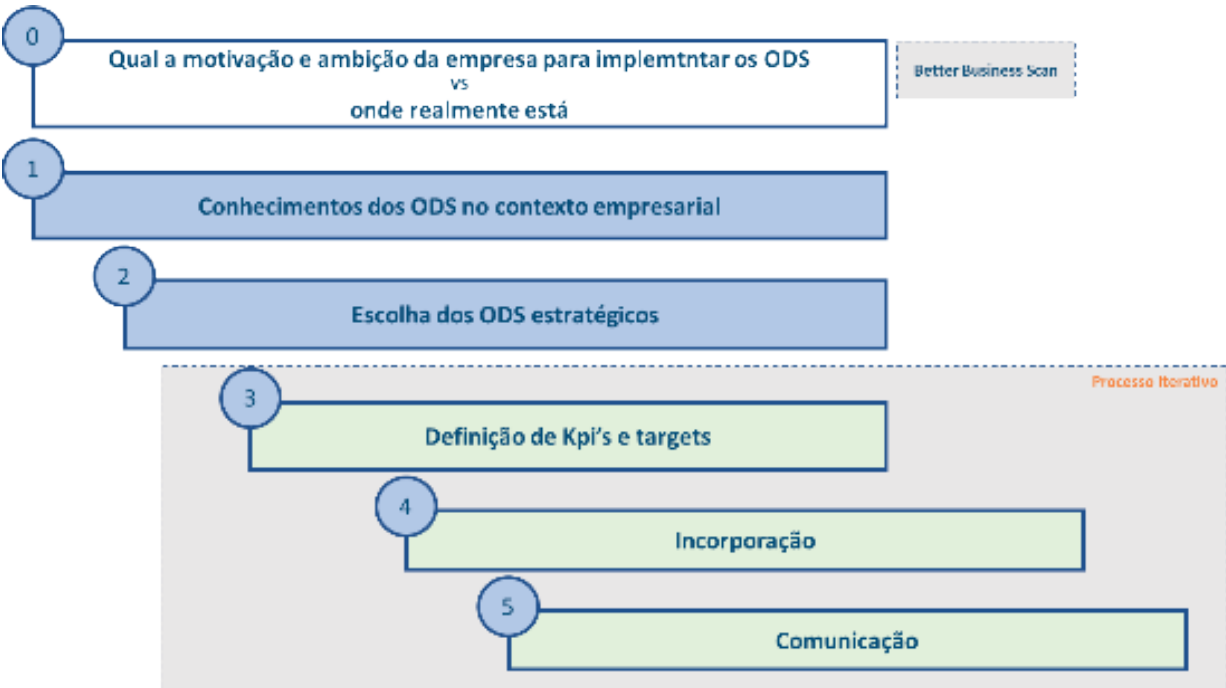 0
Qual a motivação e ambição da empresa para implemtntar os ODS
vs
onde realmente está
Better Business Scan
1
Conhecimentos dos ODS no contexto empresarial
2
Escolha dos ODS estratégicos
Processo Iterativo
3
Definição de Kpi's e targets
4
Incorporação
5
Comunicação